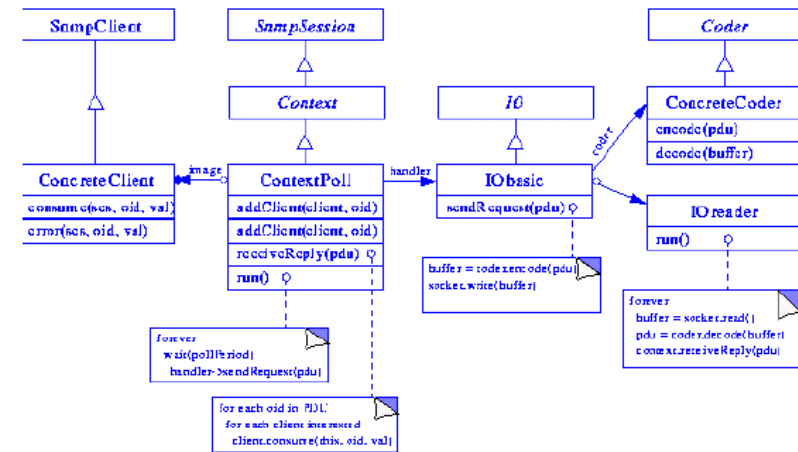 SnmpClient
SnmpSession
Coder
Context
IO
ConcreteCoder
encode(pdu)
decode(buffer)
coder
ConcreteClient
consume(ses, oid, val)
error(ses, oid, val)
image
ContextPoll
addClient(client, oid)
addClient(client, oid)
receiveReply(pdu)
run()
handler
IObasic
sendRequest(pdu)
IOreader
run()
buffer = coder.encode(pdu)
socket.write(buffer)
forever
buffer = socket.read()
pdu = coder.decode(buffer)
context.receiveReply(pdu)
forever
wait(pollPeriod)
handler->sendRequest(pdu)
for each oid in PDU
for each client interested
client.consume(this, oid, val)